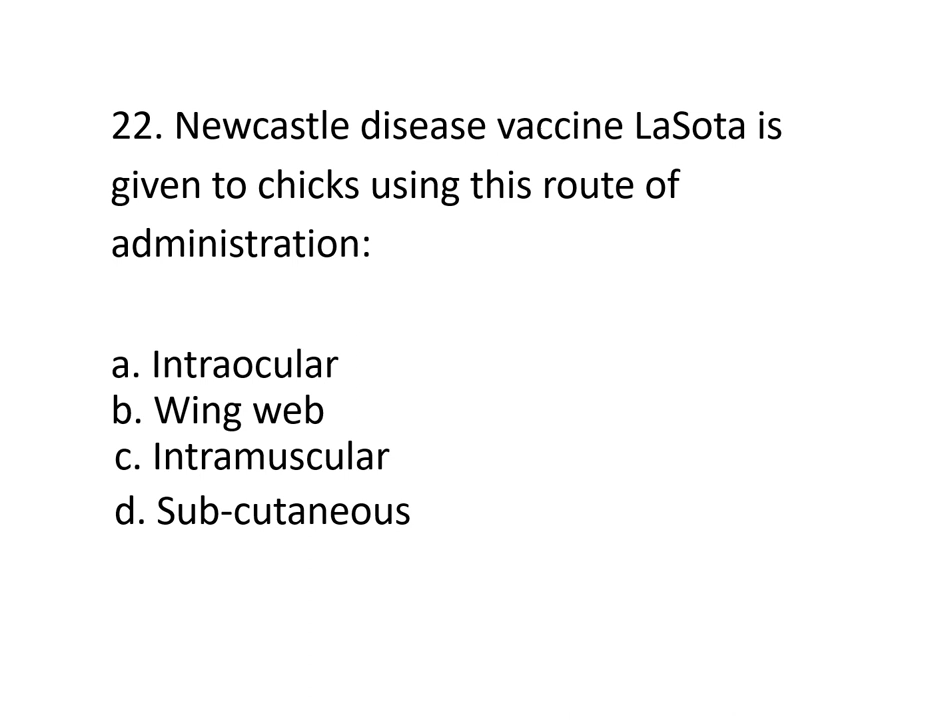 22. Newcastle disease vaccine LaSota is
given to chicks using this route of
administration:
a. Intraocular
b. Wing web
c. Intramuscular
d. Sub-cutaneous